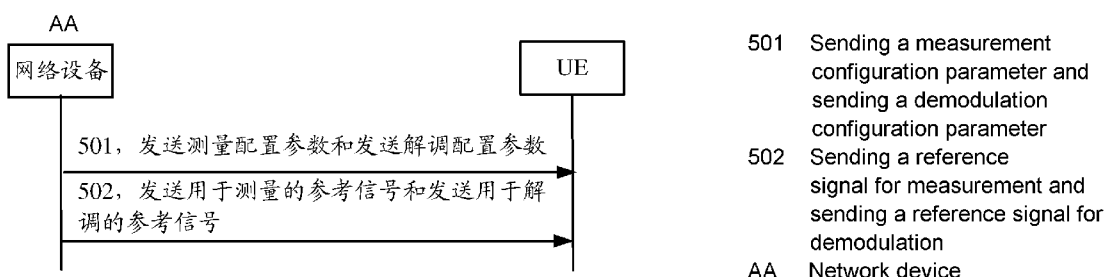 AA
网络设备
UE
501，发送测量配置参数和发送解调配置参数
502，发送用于测量的参考信号和发送用于解
调的参考信号
501 Sending a measurement
configuration parameter and
sending a demodulation
configuration parameter
502 Sending a reference
signal for measurement and
sending a reference signal for
demodulation
AA Network device